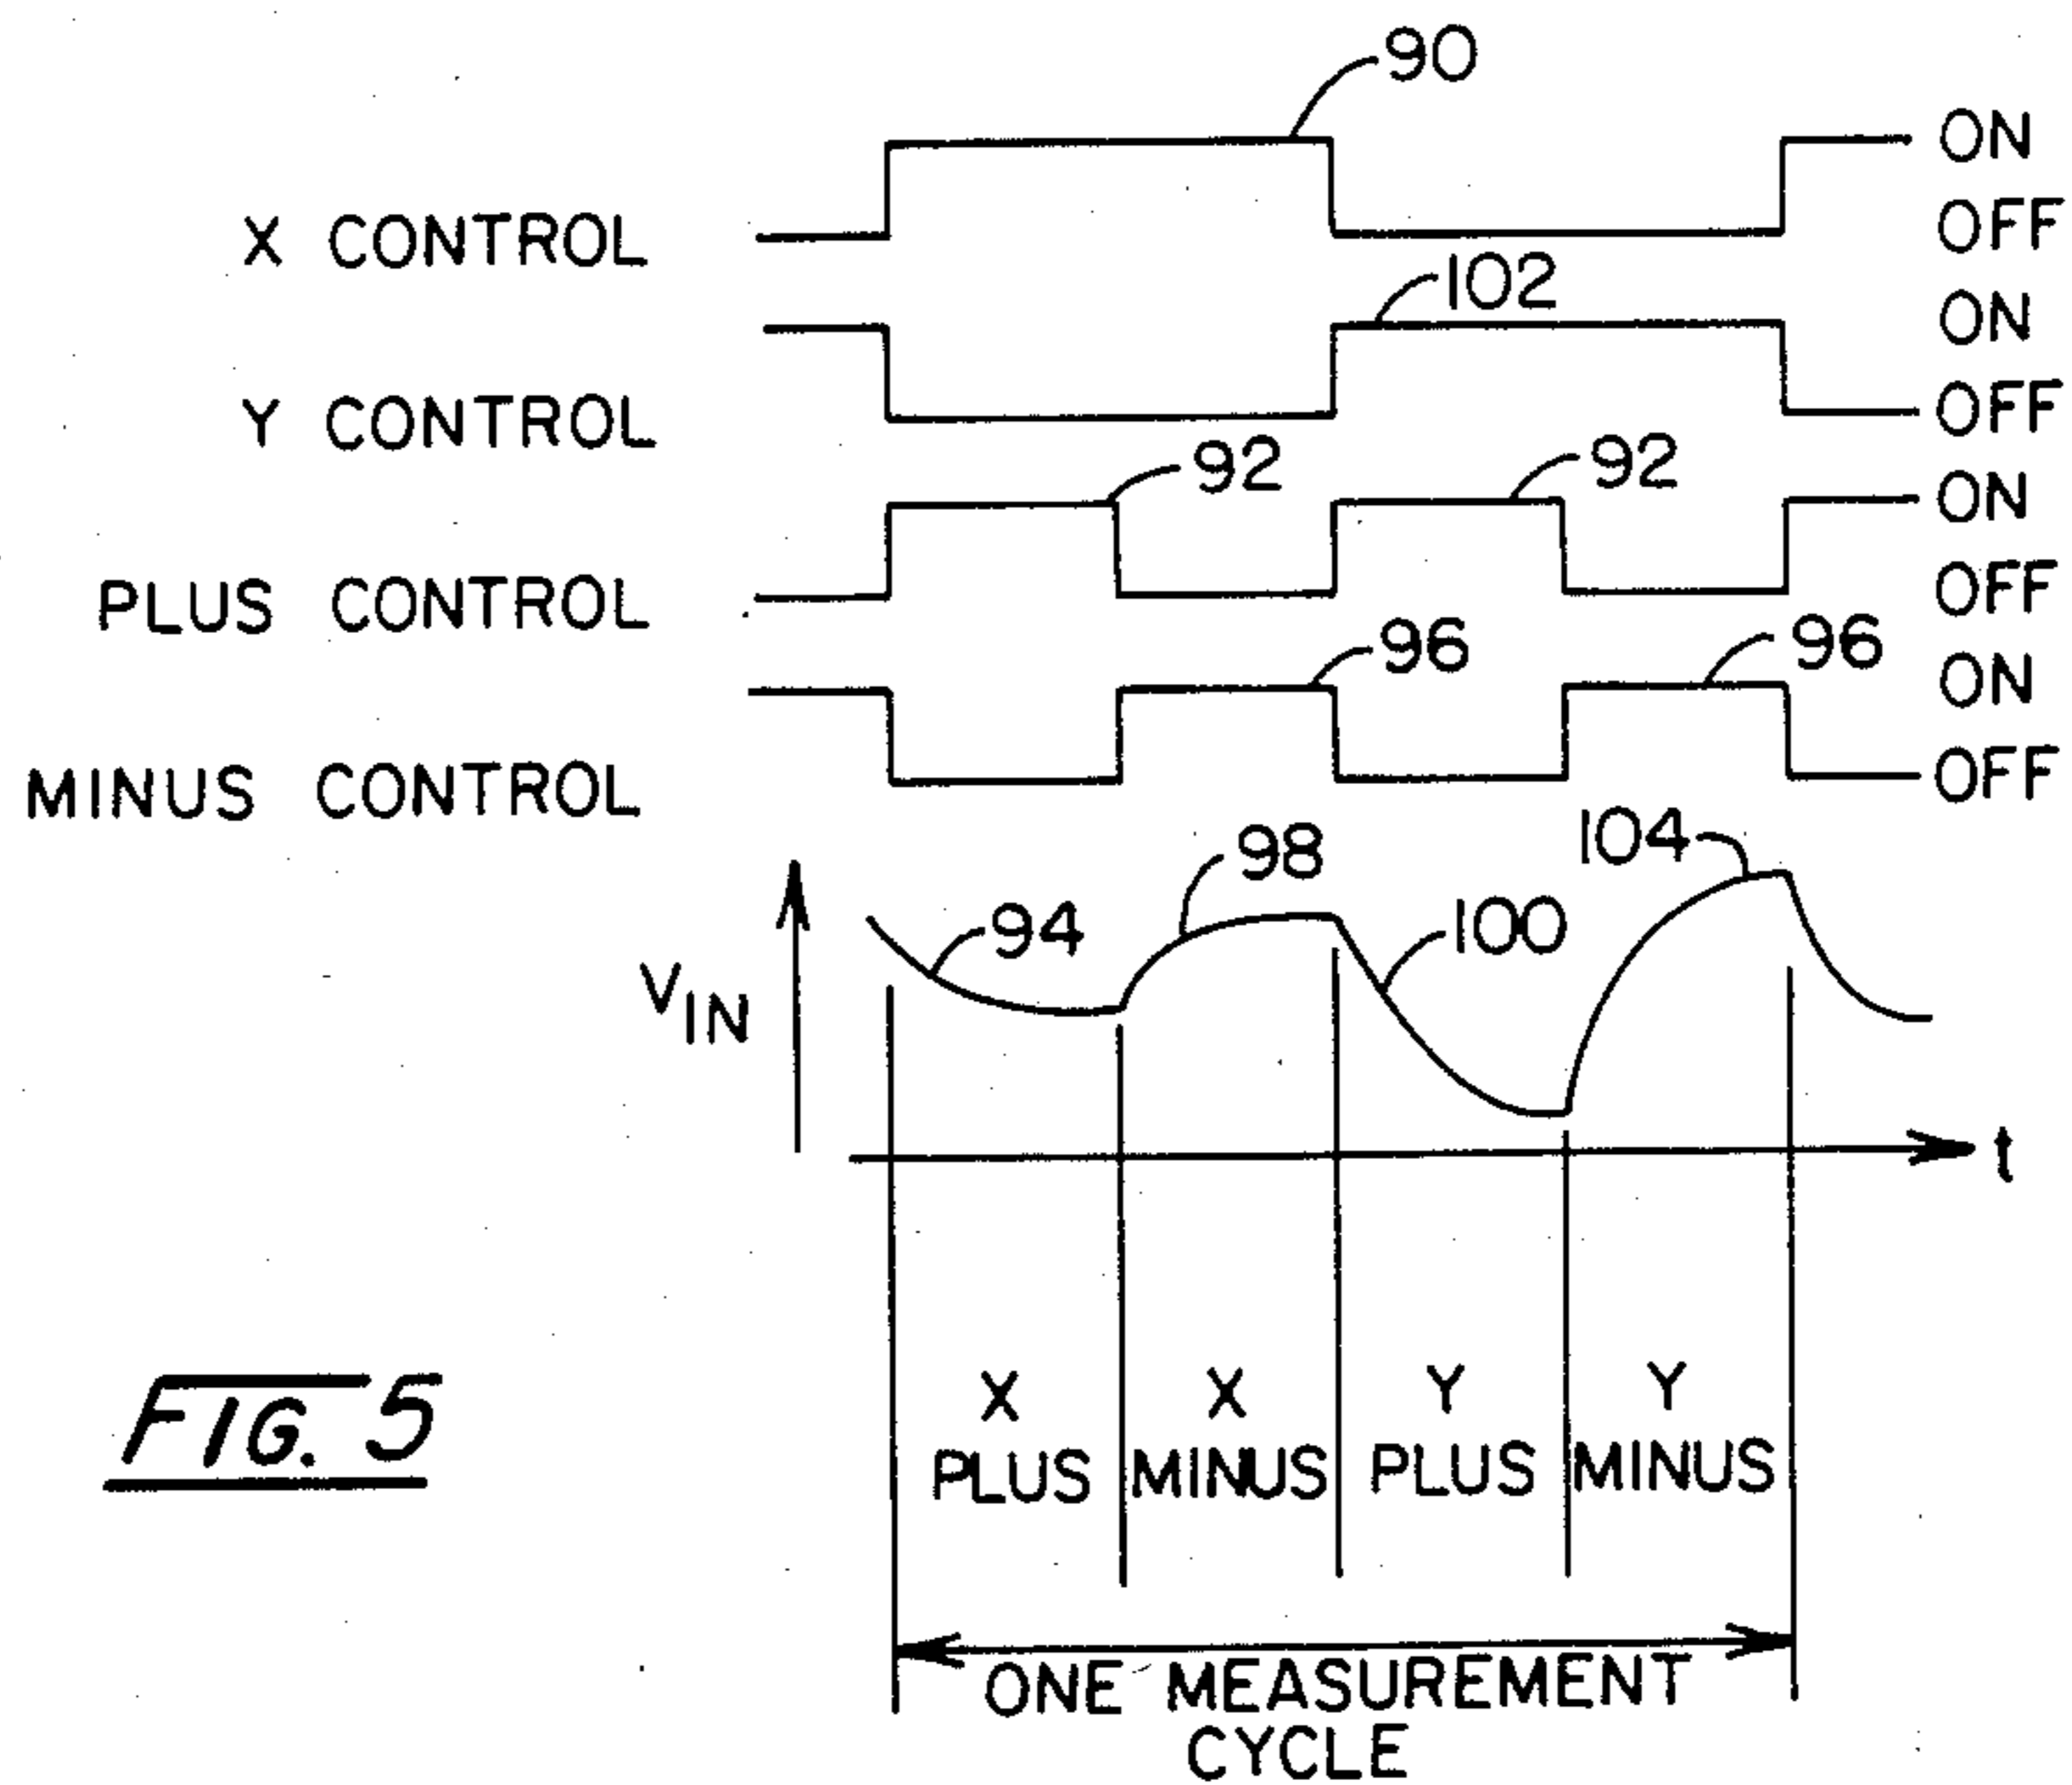 90
ON
X CONTROL
OFF
102
ON
Y CONTROL
OFF
92
92
ON
PLUS CONTROL
OFF
96
96
ON
MINUS CONTROL
OFF
94
98
100
104
VIN
t
X PLUS
X MINUS
Y PLUS
Y MINUS
FIG. 5
ONE MEASUREMENT
CYCLE